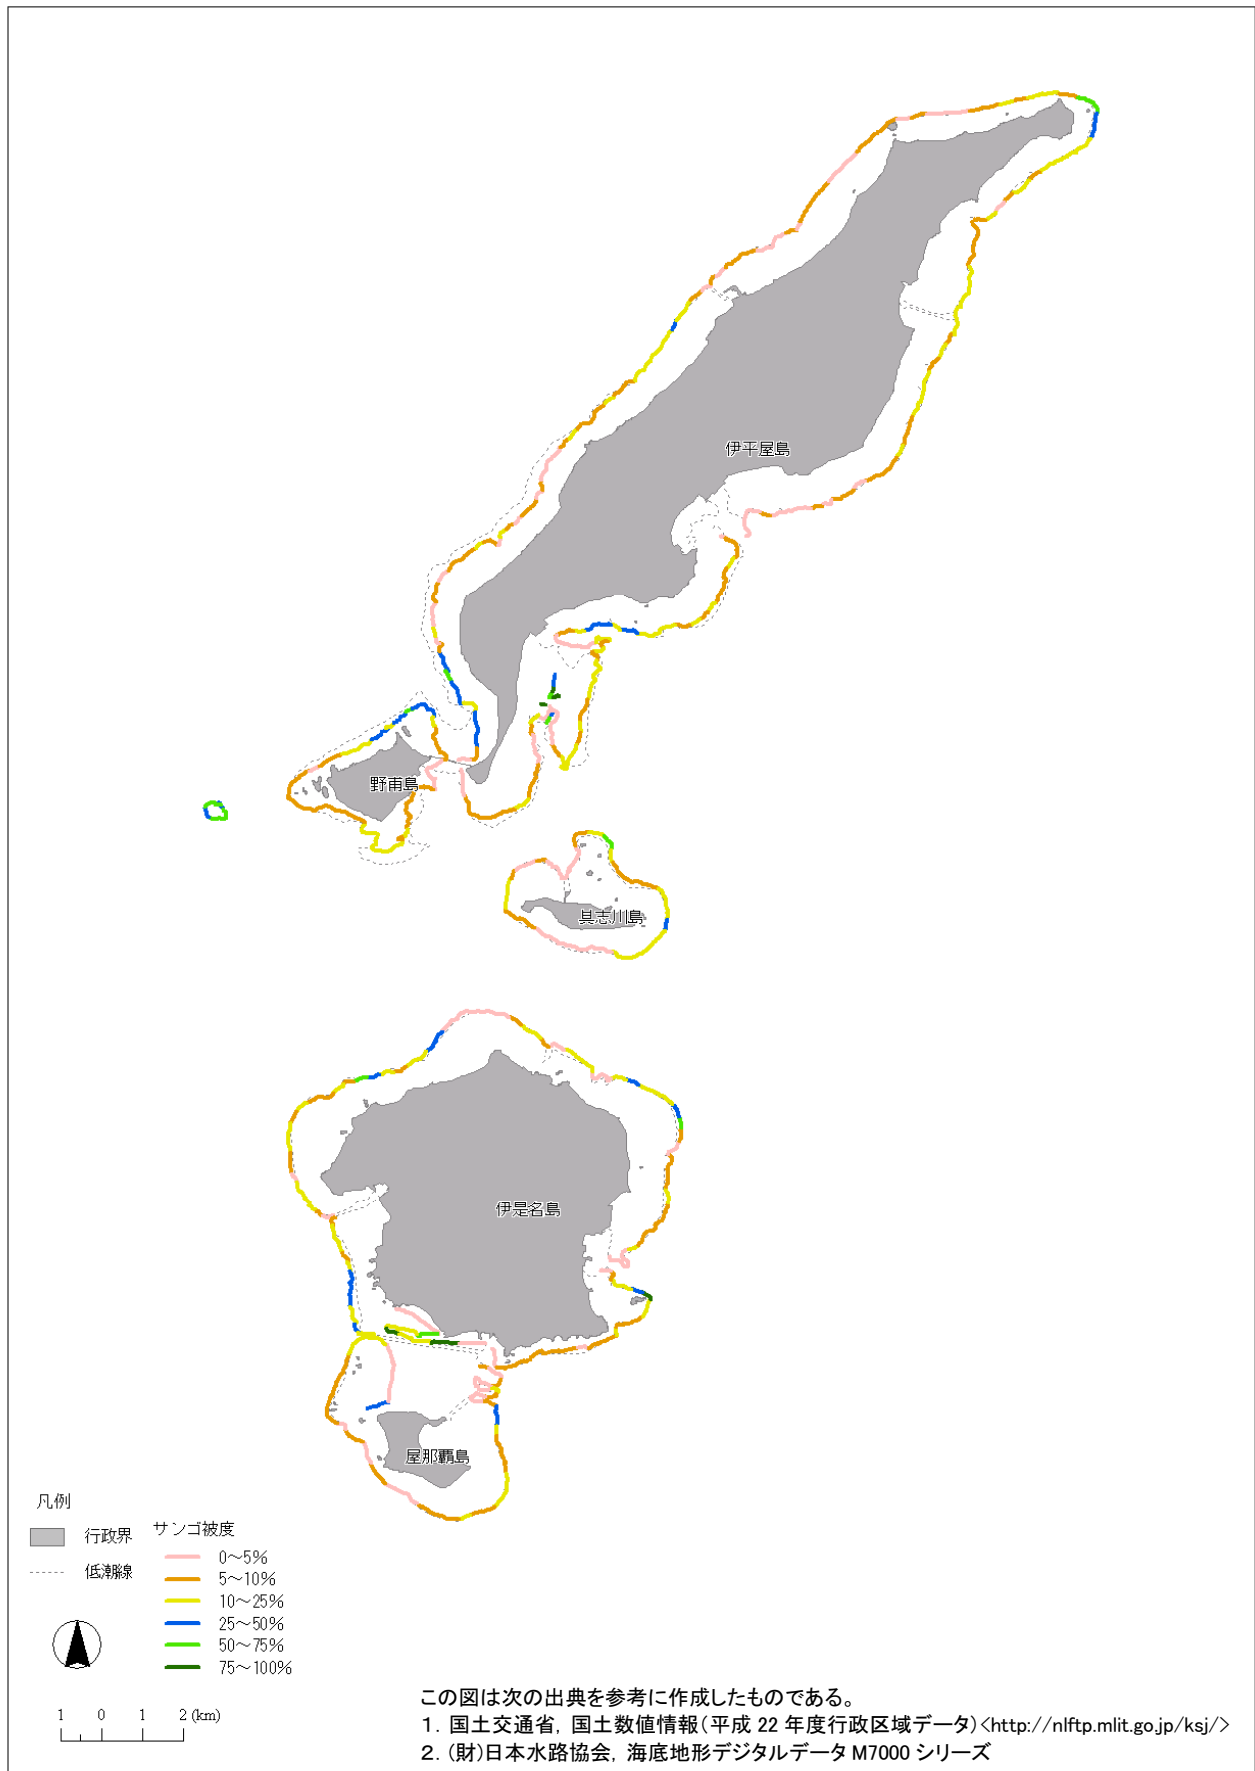 伊平屋島
野甫島
具志川島
伊是名島
屋那覇島
凡例
行政界
低潮線
サンゴ被度
0～5%
5～10%
10～25%
25～50%
50～75%
75～100%
1 0 1 2 (km)
この図は次の出典を参考に作成したものである。
1. 国土交通省, 国土数値情報(平成 22 年度行政区域データ)<http://nlftp.mlit.go.jp/ksj/>
2. (財)日本水路協会, 海底地形デジタルデータ M7000 シリーズ